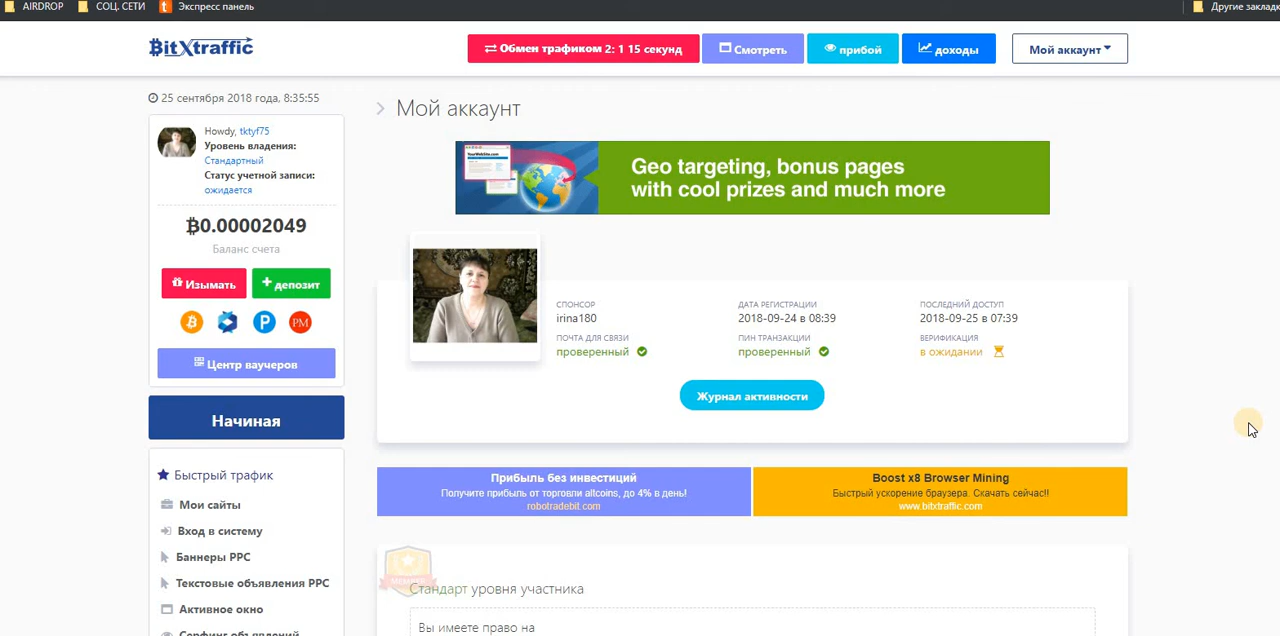 AIRDROP
СОЦ. СЕТИ
Экспресс панель
Другие заклад
BitXtraffic
Обмен трафиком 2: 1 15 секунд
Смотреть
прибой
доходы
Мой аккаунт
25 сентября 2018 года, 8:35:55
Howdy, tktyf75
Уровень владения:
Стандартный
Статус учетной записи:
ожидается
₿0.00002049
Баланс счета
Изымать
депозит
PM
Центр ваучеров
Начиная
Быстрый трафик
Мои сайты
Вход в систему
Баннеры PPC
Текстовые объявления PPC
Активное окно
Серфинг объявлений
Мой аккаунт
Geo targeting, bonus pages
with cool prizes and much more
СПОНСОР
irina180
ДАТА РЕГИСТРАЦИИ
2018-09-24 в 08:39
ПОСЛЕДНИЙ ДОСТУП
2018-09-25 в 07:39
ПОЧТА ДЛЯ СВЯЗИ
проверенный
ПИН ТРАНЗАКЦИИ
проверенный
ВЕРИФИКАЦИЯ
в ожидании
Журнал активности
Прибыль без инвестиций
Получите прибыль от торговли altcoins, до 4% в день!
robotradebit.com
Boost x8 Browser Mining
Быстрый ускорение браузера. Скачать сейчас!!
www.bitxtraffic.com
MEMBER
Стандарт уровня участника
Вы имеете право на